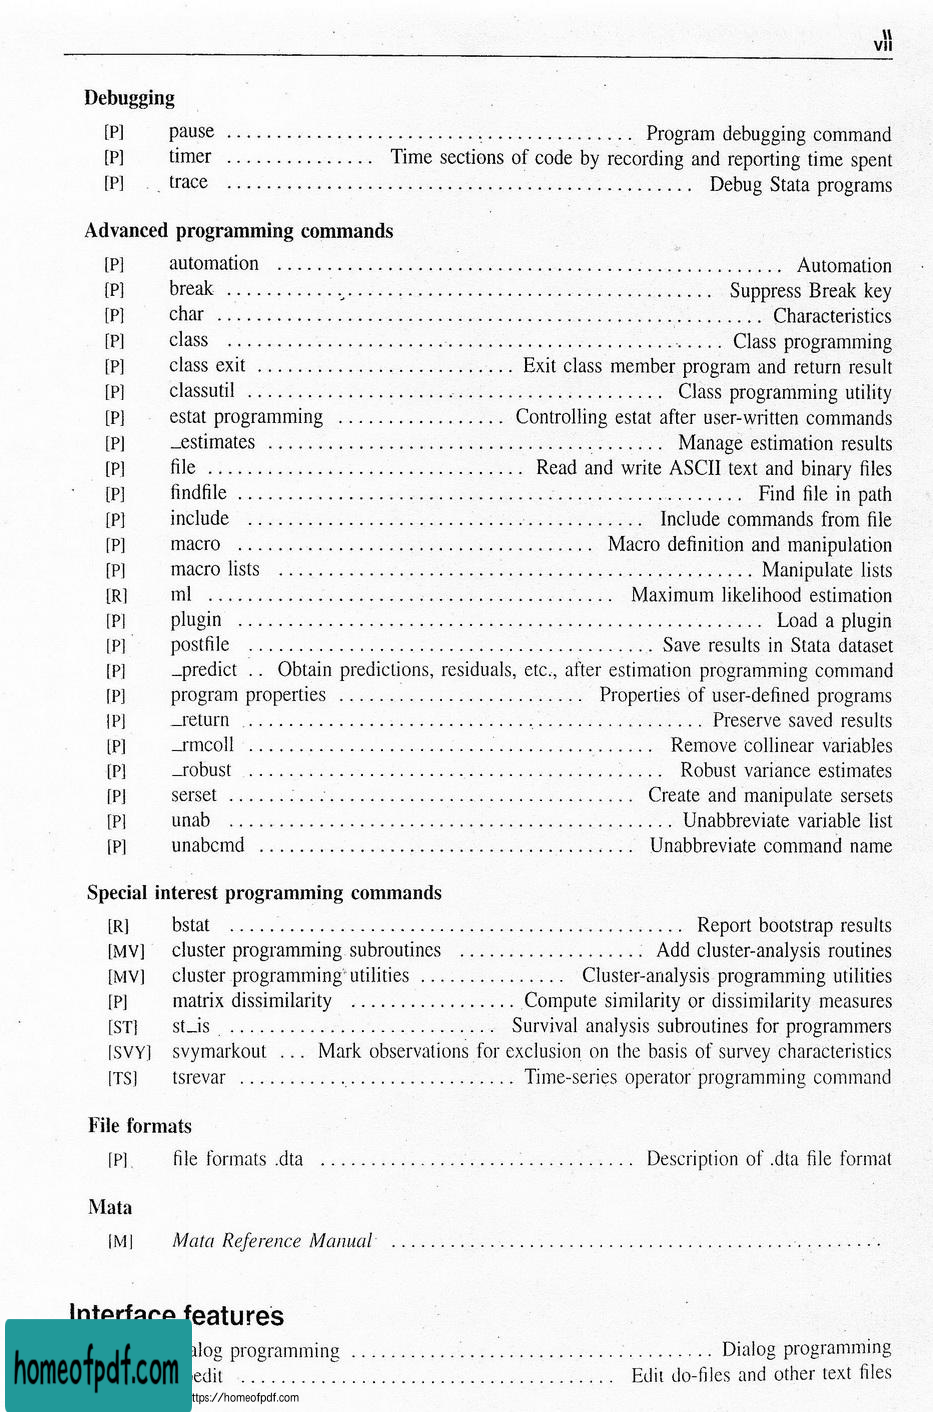 vii
Debugging
[P] pause ........................................ Program debugging command
[P] timer ............... Time sections of code by recording and reporting time spent
[P] trace ............................................... Debug Stata programs
Advanced programming commands
[P] automation ................................................... Automation
[P] break ................................................. Suppress Break key
[P] char ....................................................... Characteristics
[P] class .................................................. Class programming
[P] class exit .......................... Exit class member program and return result
[P] classutil .......................................... Class programming utility
[P] estat programming ................. Controlling estat after user-written commands
[P] _estimates ........................................ Manage estimation results
[P] file ................................ Read and write ASCII text and binary files
[P] findfile ................................................... Find file in path
[P] include ........................................ Include commands from file
[P] macro .................................... Macro definition and manipulation
[P] macro lists ................................................ Manipulate lists
[R] ml ......................................... Maximum likelihood estimation
[P] plugin ..................................................... Load a plugin
[P] postfile ......................................... Save results in Stata dataset
[P] _predict .. Obtain predictions, residuals, etc., after estimation programming command
[P] program properties ......................... Properties of user-defined programs
[P] _return .............................................. Preserve saved results
[P] _rmcoll ......................................... Remove collinear variables
[P] _robust .......................................... Robust variance estimates
[P] serset ......................................... Create and manipulate sersets
[P] unab ............................................. Unabbreviate variable list
[P] unabcmd ...................................... Unabbreviate command name
Special interest programming commands
[R] bstat .............................................. Report bootstrap results
[MV] cluster programming subroutines ................... Add cluster-analysis routines
[MV] cluster programming utilities ............... Cluster-analysis programming utilities
[P] matrix dissimilarity ................. Compute similarity or dissimilarity measures
[ST] st_is ........................... Survival analysis subroutines for programmers
[SVY] svymarkout ... Mark observations for exclusion on the basis of survey characteristics
[TS] tsrevar ............................ Time-series operator programming command
File formats
[P] file formats .dta ................................ Description of .dta file format
Mata
[M] Mata Reference Manual ..................................................
Interface features
alog programming ..................................... Dialog programming
edit ...................................... Edit do-files and other text files
homeofpdf.com
ttps://homeofpdf.com